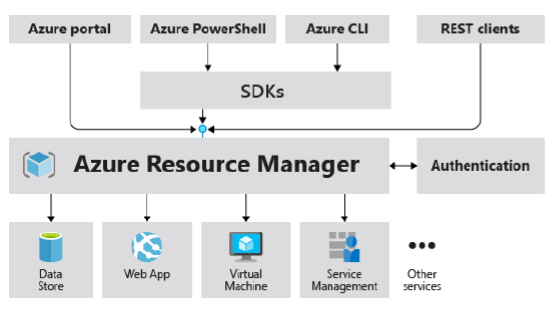 Azure portal
Azure PowerShell
Azure CLI
REST clients
SDKs
Azure Resource Manager
Authentication
Data
Store
Web App
Virtual
Machine
Service
Management
Other
services